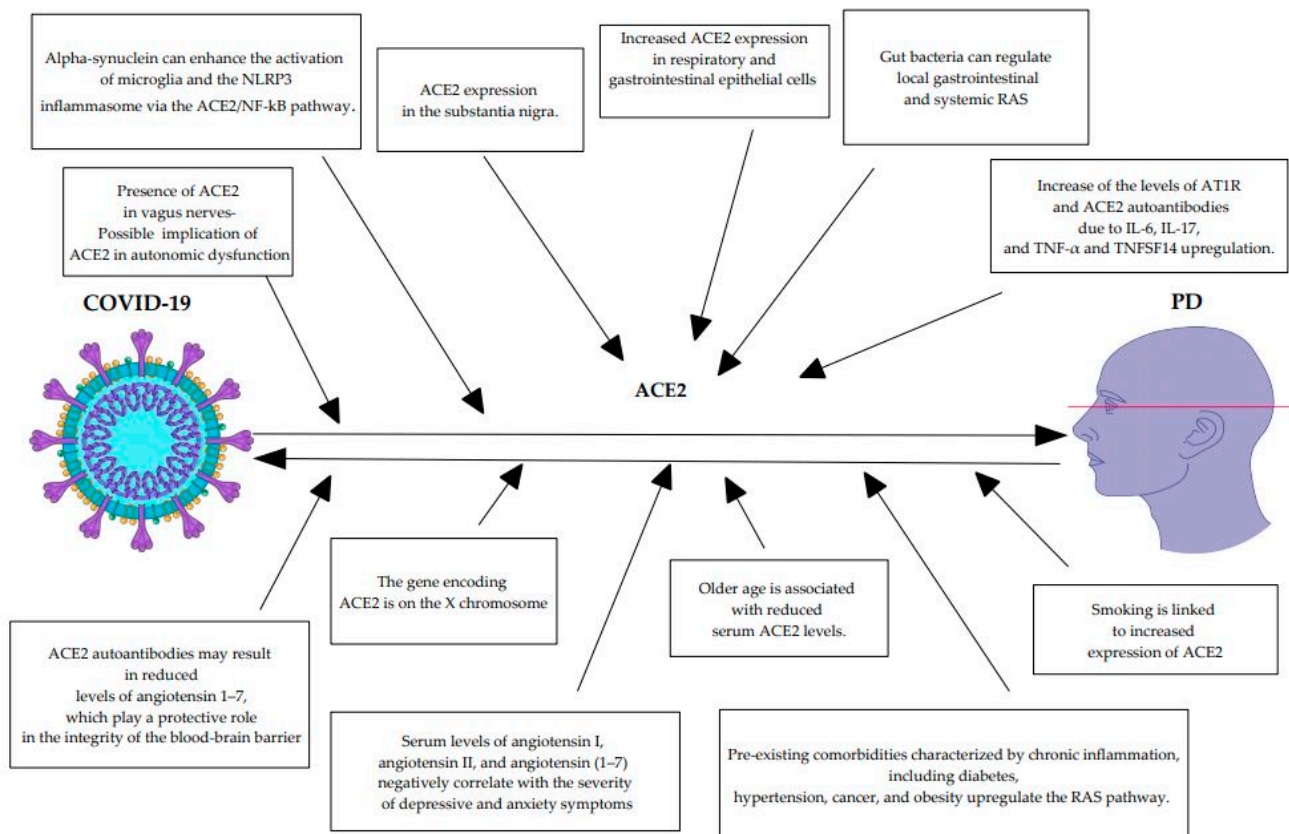 Alpha-synuclein can enhance the activation
of microglia and the NLRP3
inflammasome via the ACE2/NF-kB pathway.
ACE2 expression
in the substantia nigra.
Increased ACE2 expression
in respiratory and
gastrointestinal epithelial cells
Gut bacteria can regulate
local gastrointestinal
and systemic RAS
Presence of ACE2
in vagus nerves-
Possible implication of
ACE2 in autonomic dysfunction
Increase of the levels of AT1R
and ACE2 autoantibodies
due to IL-6, IL-17,
and TNF-α and TNFSF14 upregulation.
COVID-19
PD
ACE2
The gene encoding
ACE2 is on the X chromosome
Older age is associated
with reduced
serum ACE2 levels.
Smoking is linked
to increased
expression of ACE2
ACE2 autoantibodies may result
in reduced
levels of angiotensin 1–7,
which play a protective role
in the integrity of the blood-brain barrier
Serum levels of angiotensin I,
angiotensin II, and angiotensin (1–7)
negatively correlate with the severity
of depressive and anxiety symptoms
Pre-existing comorbidities characterized by chronic inflammation,
including diabetes,
hypertension, cancer, and obesity upregulate the RAS pathway.